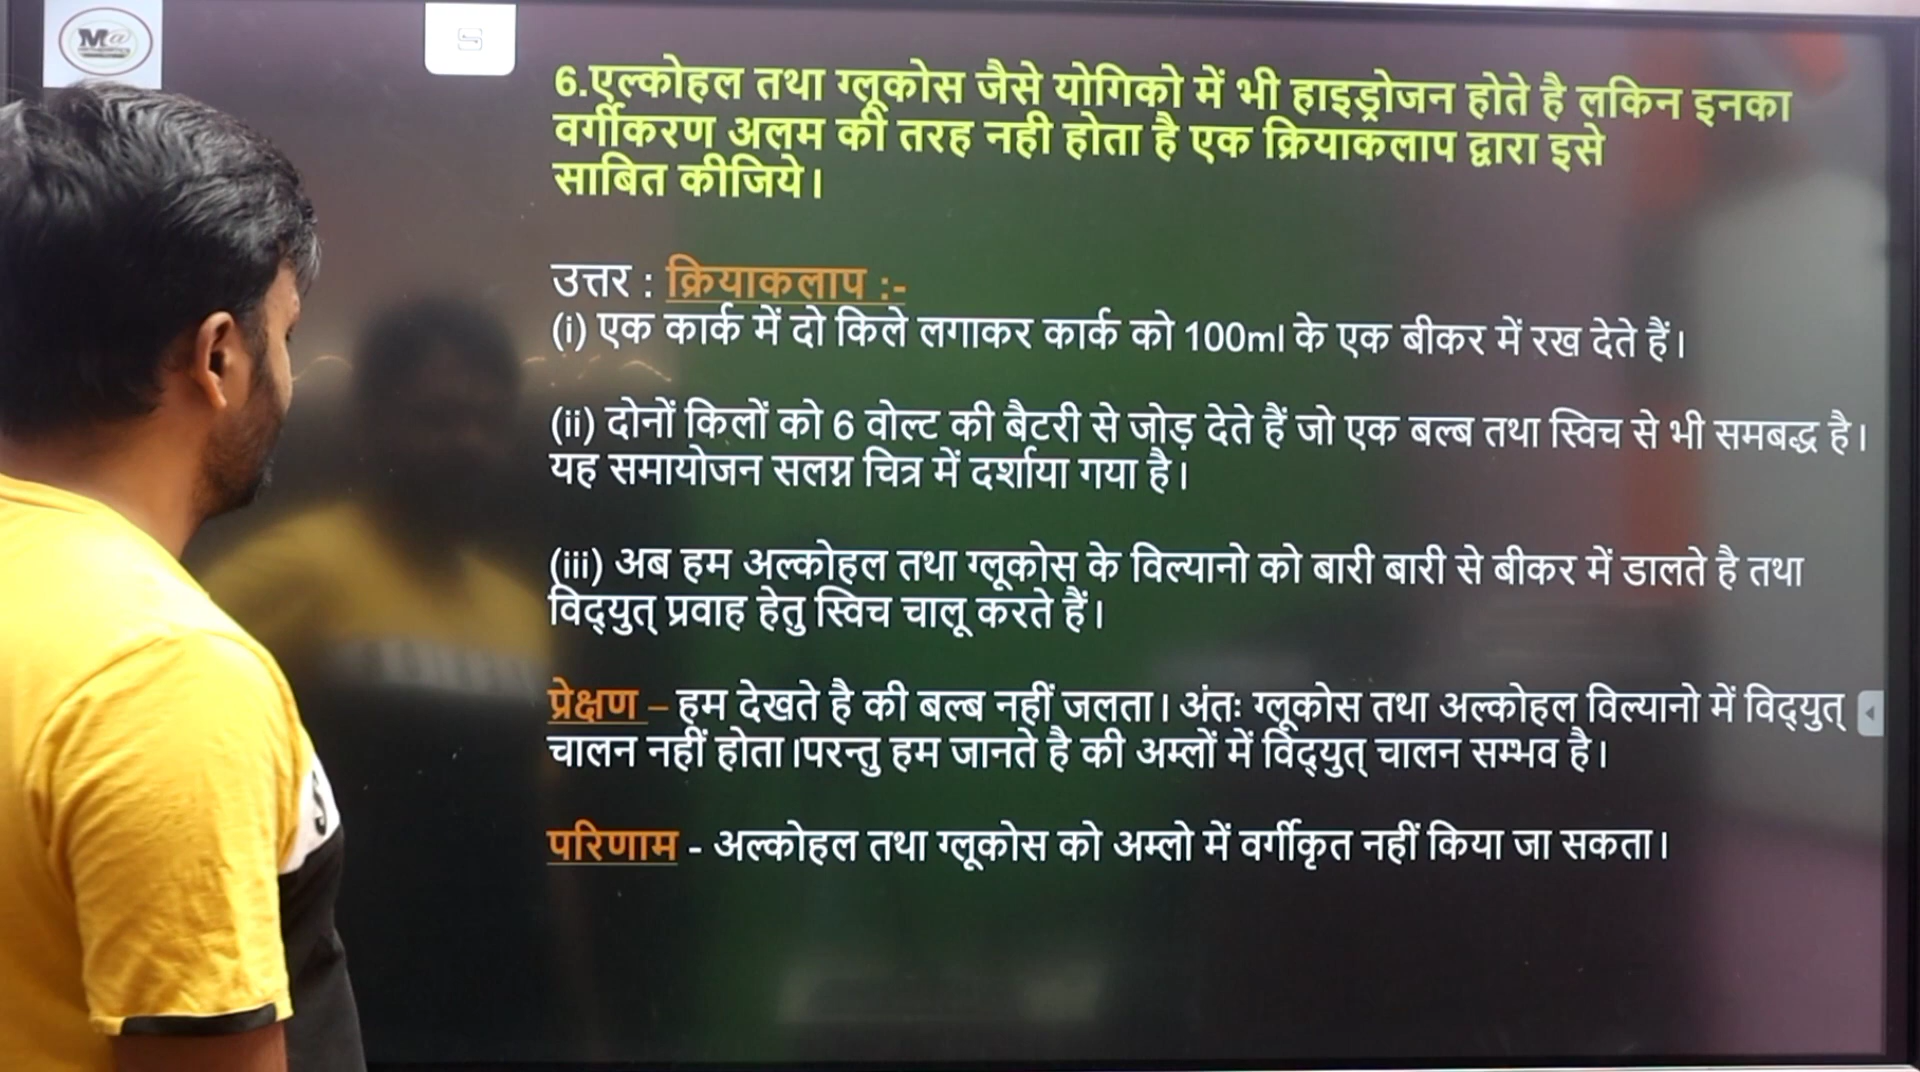 M@
6.एल्कोहल तथा ग्लूकोस जैसे योगिको में भी हाइड्रोजन होते है लकिन इनका
वर्गीकरण अलम की तरह नही होता है एक क्रियाकलाप द्वारा इसे
साबित कीजिये।
उत्तर : क्रियाकलाप :-
(i) एक कार्क में दो किले लगाकर कार्क को 100ml के एक बीकर में रख देते हैं।
(ii) दोनों किलों को 6 वोल्ट की बैटरी से जोड़ देते हैं जो एक बल्ब तथा स्विच से भी समबद्ध है।
यह समायोजन सलग्न चित्र में दर्शाया गया है।
(iii) अब हम अल्कोहल तथा ग्लूकोस के विल्यानो को बारी बारी से बीकर में डालते है तथा
विद्युत् प्रवाह हेतु स्विच चालू करते हैं।
प्रेक्षण – हम देखते है की बल्ब नहीं जलता। अंतः ग्लूकोस तथा अल्कोहल विल्यानो में विद्युत्
चालन नहीं होता।परन्तु हम जानते है की अम्लों में विद्युत् चालन सम्भव है।
परिणाम - अल्कोहल तथा ग्लूकोस को अम्लो में वर्गीकृत नहीं किया जा सकता।